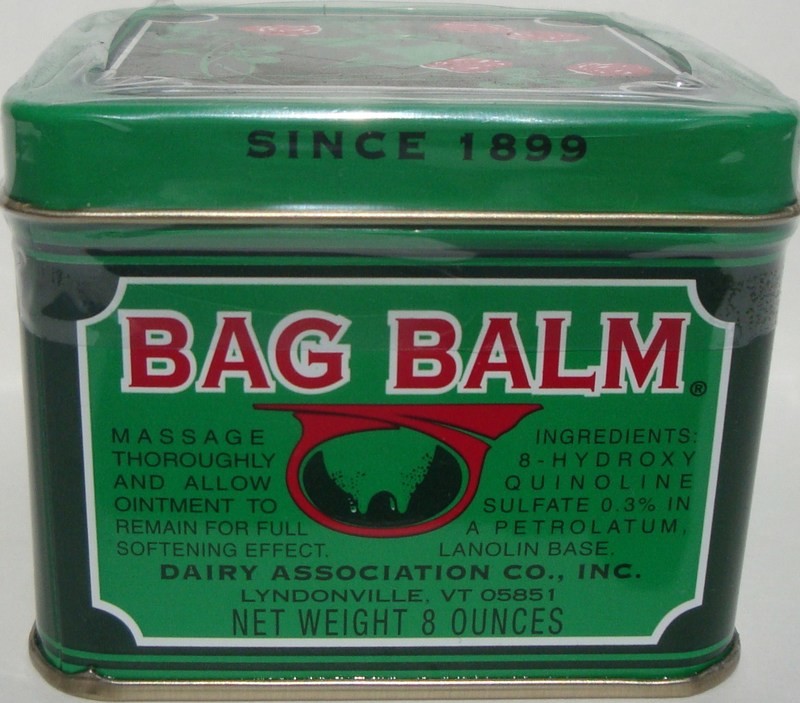 SINCE 1899
BAG BALM®
MASSAGE
THOROUGHLY
AND ALLOW
OINTMENT TO
REMAIN FOR FULL
SOFTENING EFFECT.
INGREDIENTS:
8-HYDROXY
QUINOLINE
SULFATE 0.3% IN
A PETROLATUM,
LANOLIN BASE.
DAIRY ASSOCIATION CO., INC.
LYNDONVILLE, VT 05851
NET WEIGHT 8 OUNCES